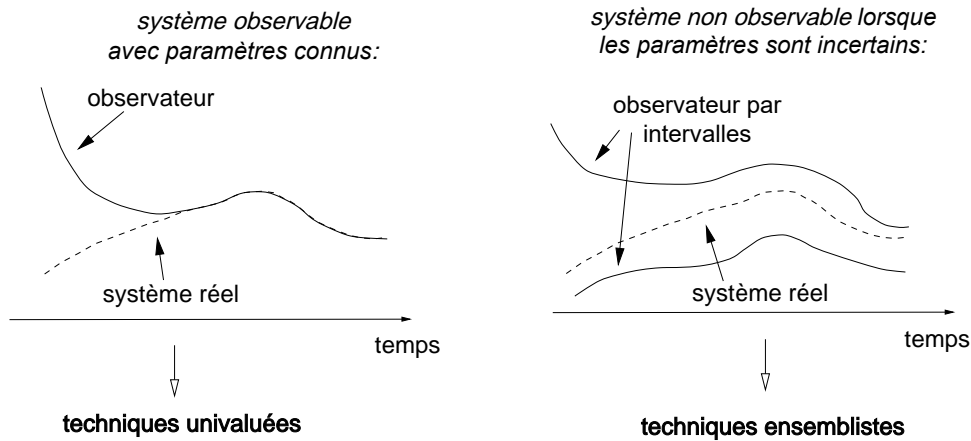 système observable
avec paramètres connus:
observateur
système réel
temps
techniques univaluées
système non observable lorsque
les paramètres sont incertains:
observateur par
intervalles
système réel
temps
techniques ensemblistes